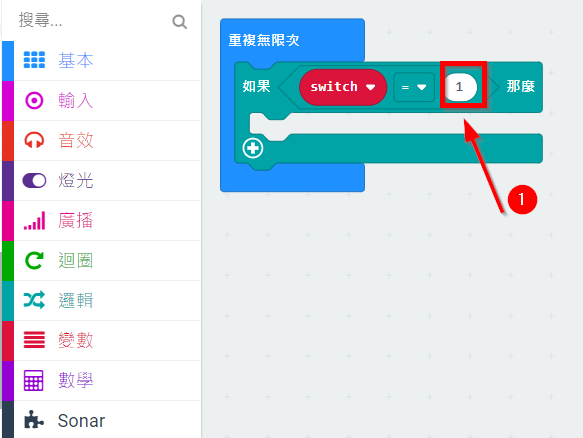 搜尋...
基本
輸入
音效
燈光
廣播
迴圈
邏輯
變數
數學
Sonar
重複無限次
如果 switch = 1 那麼
1